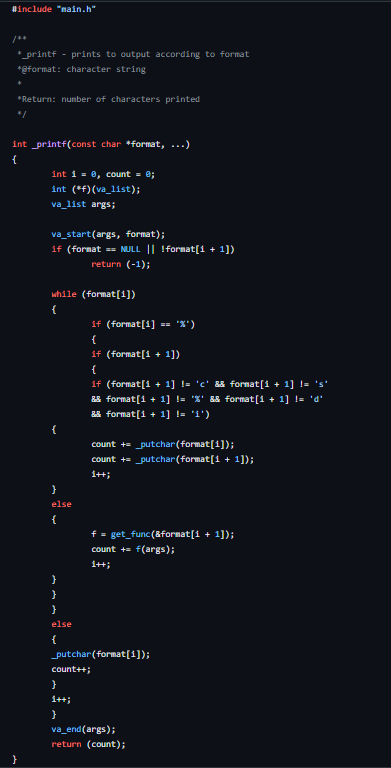 #include "main.h"

/**
 *_printf - prints to output according to format
 *@format: character string
 *
 *Return: number of characters printed
 */

int _printf(const char *format, ...)
{
	int i = 0, count = 0;
	int (*f)(va_list);
	va_list args;

	va_start(args, format);
	if (format == NULL || !format[i + 1])
		return (-1);

	while (format[i])
	{
		if (format[i] == '%')
		{
		if (format[i + 1])
		{
		if (format[i + 1] != 'c' && format[i + 1] != 's'
		&& format[i + 1] != '%' && format[i + 1] != 'd'
		&& format[i + 1] != 'i')
	{
		count += _putchar(format[i]);
		count += _putchar(format[i + 1]);
		i++;
	}
	else
	{
		f = get_func(&format[i + 1]);
		count += f(args);
		i++;
	}
	}
	}
	else
	{
	_putchar(format[i]);
	count++;
	}
	i++;
	}
	va_end(args);
	return (count);
}